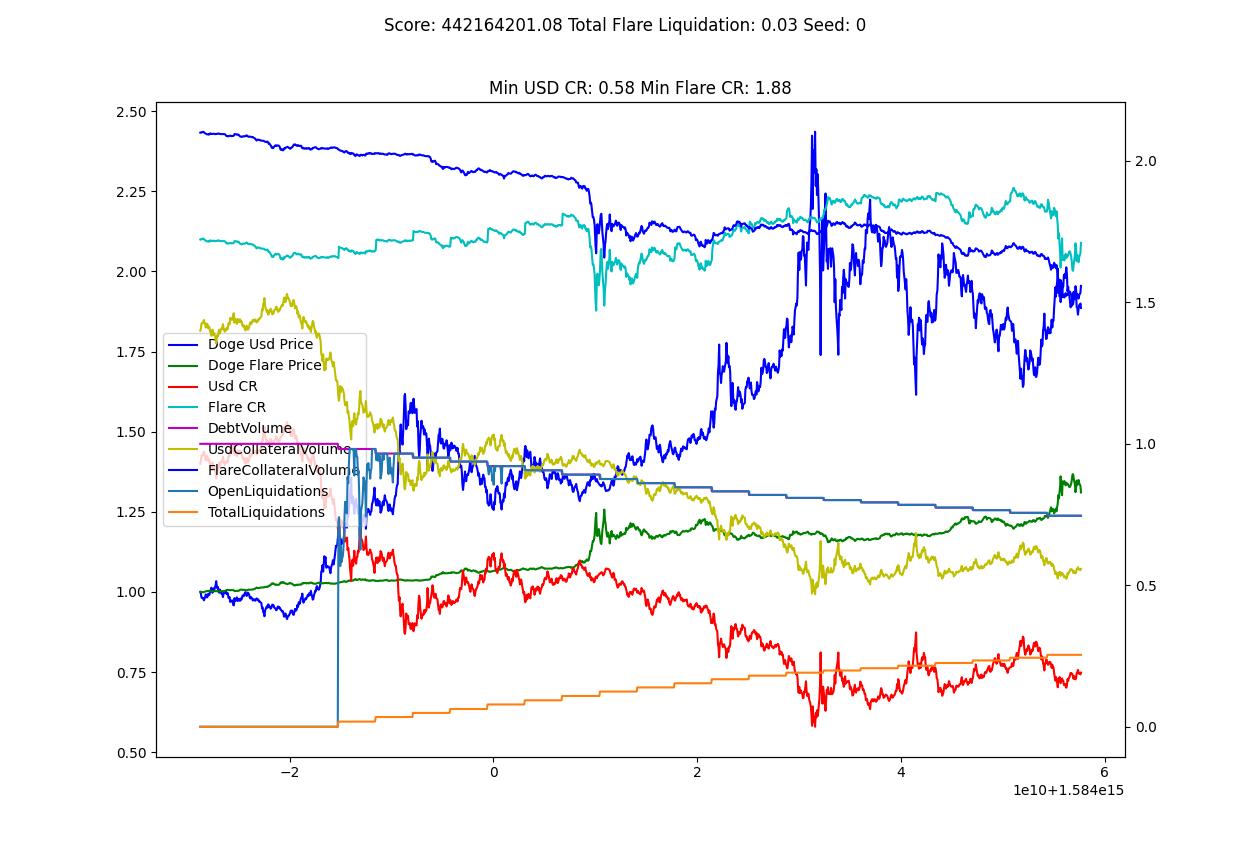 Score: 442164201.08 Total Flare Liquidation: 0.03 Seed: 0
Min USD CR: 0.58 Min Flare CR: 1.88
2.50
2.25
2.00
1.75
1.50
1.25
1.00
0.75
0.50
2.0
1.5
1.0
0.5
0.0
Doge Usd Price
Doge Flare Price
Usd CR
Flare CR
DebtVolume
UsdCollateralVolume
FlareCollateralVolume
OpenLiquidations
TotalLiquidations
−2 0 2 4 6
1e10+1.584e15